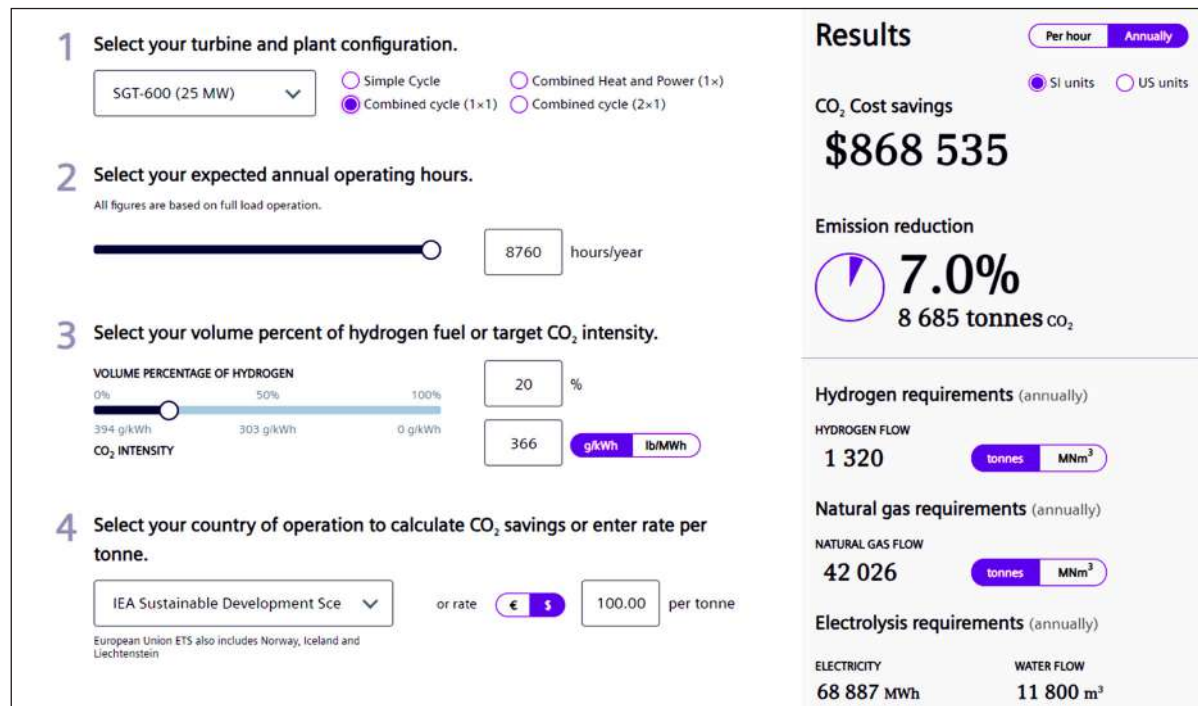 1 Select your turbine and plant configuration.
SGT-600 (25 MW)
Simple Cycle
Combined Heat and Power (1×)
Combined cycle (1×1)
Combined cycle (2×1)
2 Select your expected annual operating hours.
All figures are based on full load operation.
8760 hours/year
3 Select your volume percent of hydrogen fuel or target CO₂ intensity.
VOLUME PERCENTAGE OF HYDROGEN
0% 50% 100%
20 %
394 g/kWh 303 g/kWh 0 g/kWh
CO₂ INTENSITY
366 g/kWh lb/MWh
4 Select your country of operation to calculate CO₂ savings or enter rate per
tonne.
IEA Sustainable Development Sce
or rate € $ 100.00 per tonne
European Union ETS also includes Norway, Iceland and
Liechtenstein
Results
Per hour Annually
SI units US units
CO₂ Cost savings
$868 535
Emission reduction
7.0%
8 685 tonnes CO₂
Hydrogen requirements (annually)
HYDROGEN FLOW
1 320 tonnes MNm³
Natural gas requirements (annually)
NATURAL GAS FLOW
42 026 tonnes MNm³
Electrolysis requirements (annually)
ELECTRICITY WATER FLOW
68 887 MWh 11 800 m³